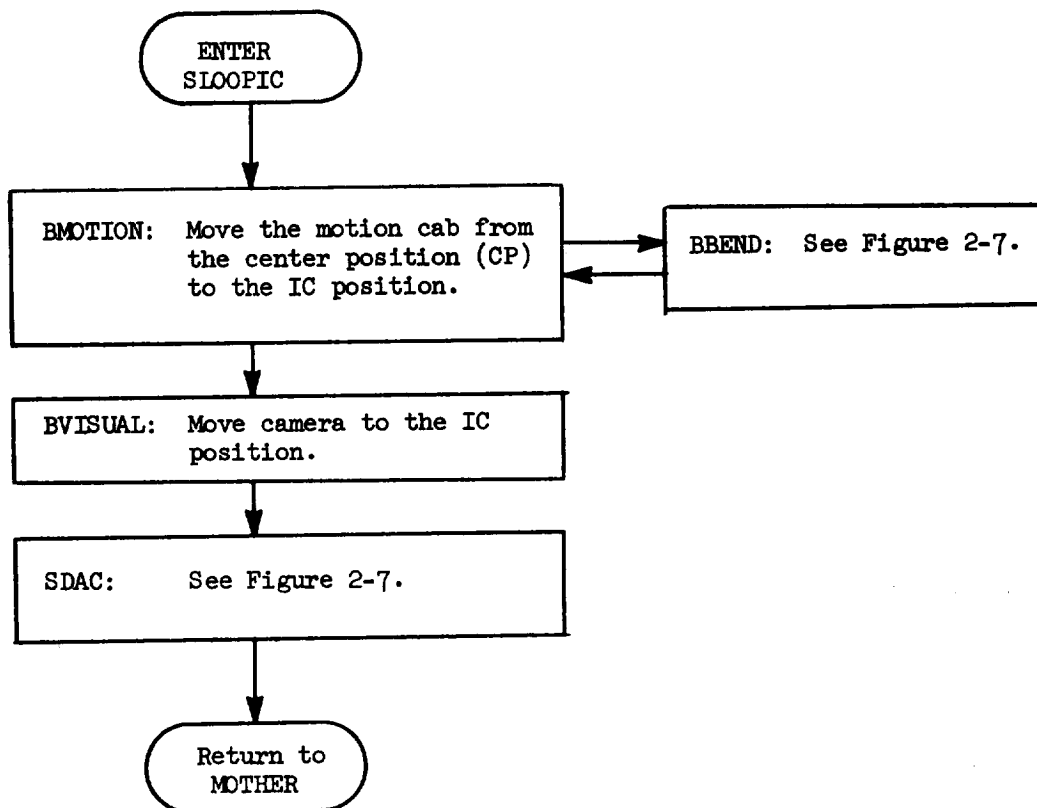 ENTER
SLOOPIC
BMOTION: Move the motion cab from
the center position (CP)
to the IC position.
BBEND: See Figure 2-7.
BVISUAL: Move camera to the IC
position.
SDAC: See Figure 2-7.
Return to
MOTHER